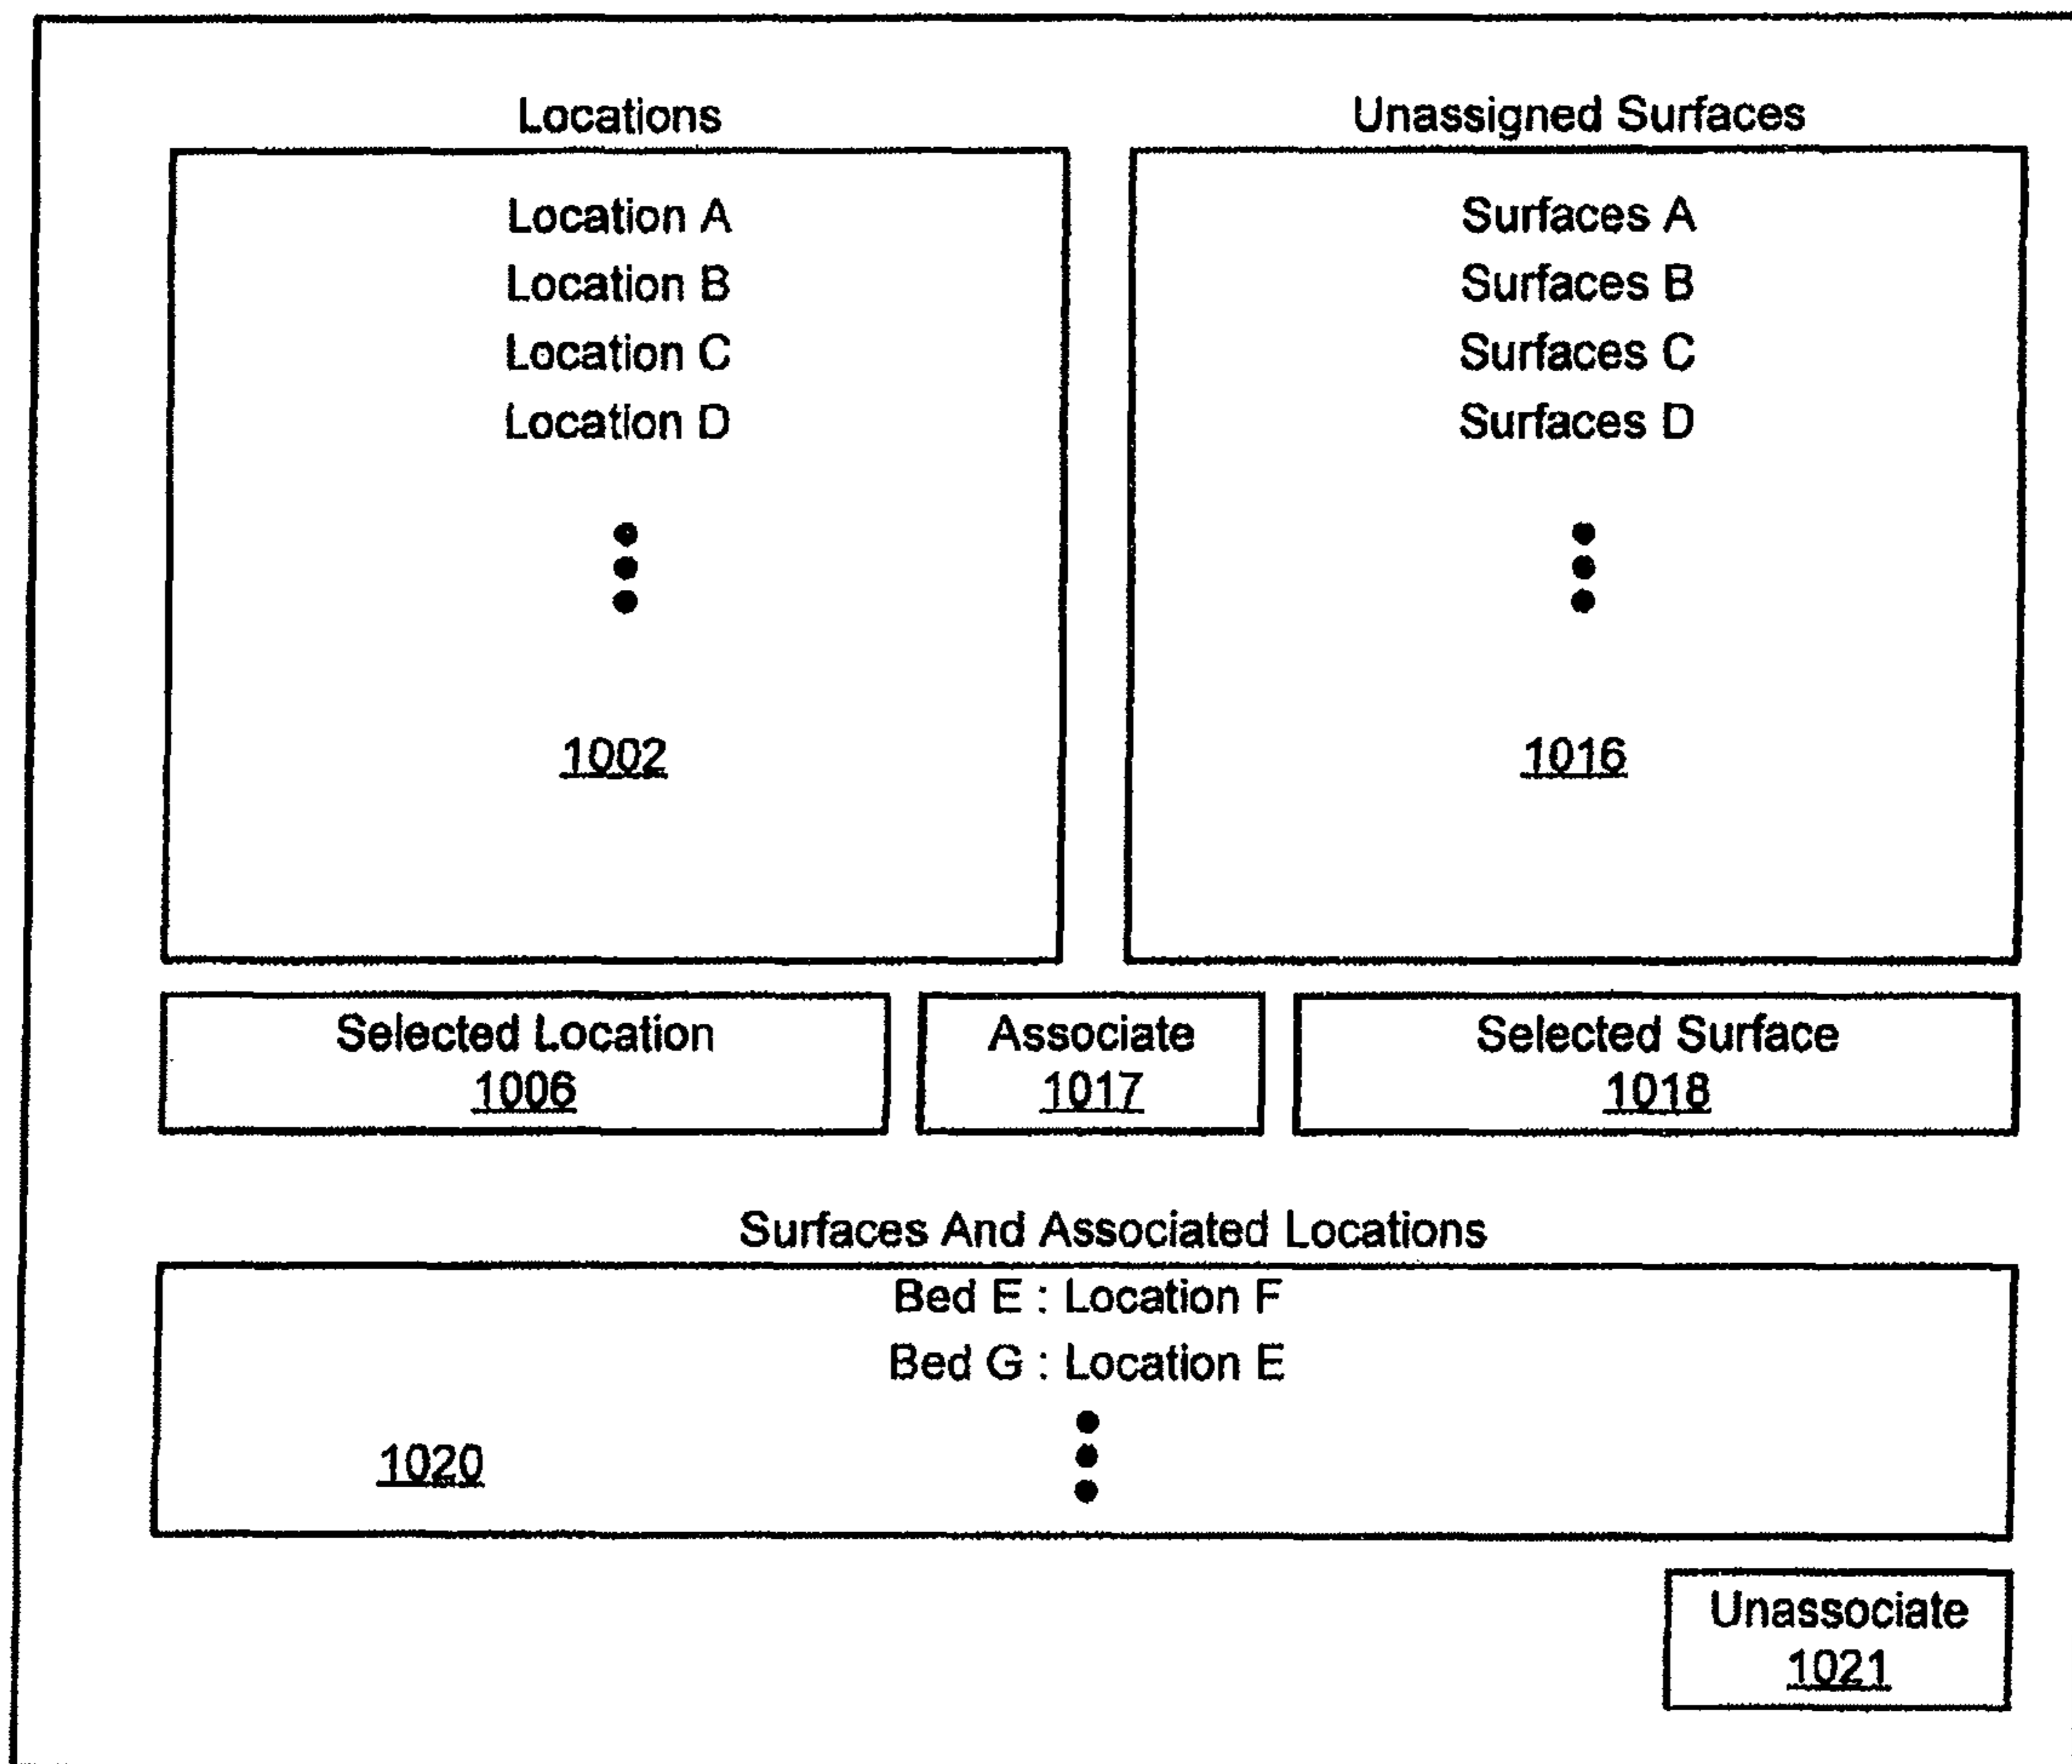 Locations
Location A
Location B
Location C
Location D
1002
Unassigned Surfaces
Surfaces A
Surfaces B
Surfaces C
Surfaces D
1016
Selected Location
1006
Associate
1017
Selected Surface
1018
Surfaces And Associated Locations
Bed E : Location F
Bed G : Location E
1020
Unassociate
1021